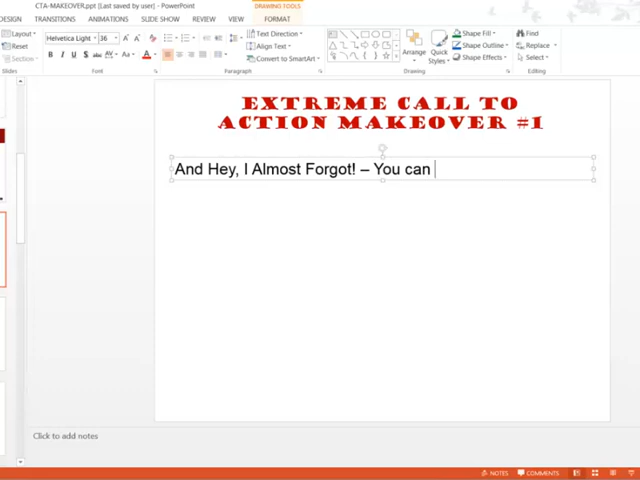 CTA-MAKEOVER.ppt [Last saved by user] - PowerPoint
DRAWING TOOLS
DESIGN TRANSITIONS ANIMATIONS SLIDE SHOW REVIEW VIEW FORMAT
Layout
Reset
Section
Slides
Helvetica Light 36
Font
Text Direction
Align Text
Convert to SmartArt
Paragraph
Arrange
Quick
Styles
Shape Fill
Shape Outline
Shape Effects
Drawing
Find
Replace
Select
Editing
EXTREME CALL TO
ACTION MAKEOVER #1
And Hey, I Almost Forgot! – You can
Click to add notes
NOTES COMMENTS